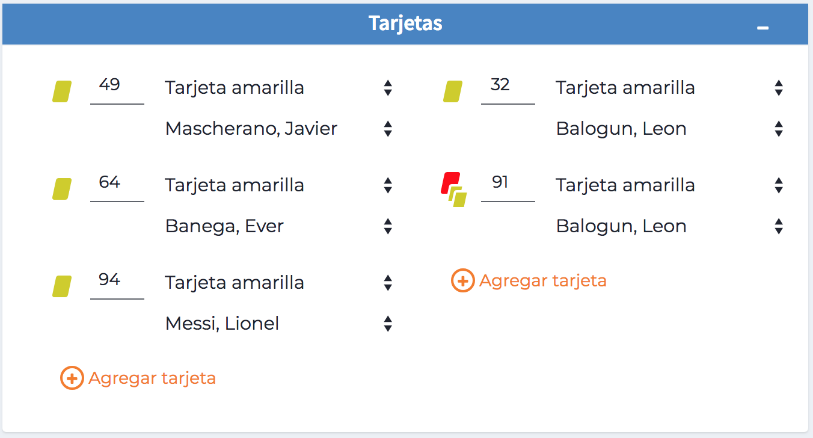 Tarjetas
49 Tarjeta amarilla
Mascherano, Javier
64 Tarjeta amarilla
Banega, Ever
94 Tarjeta amarilla
Messi, Lionel
Agregar tarjeta
32 Tarjeta amarilla
Balogun, Leon
91 Tarjeta amarilla
Balogun, Leon
Agregar tarjeta